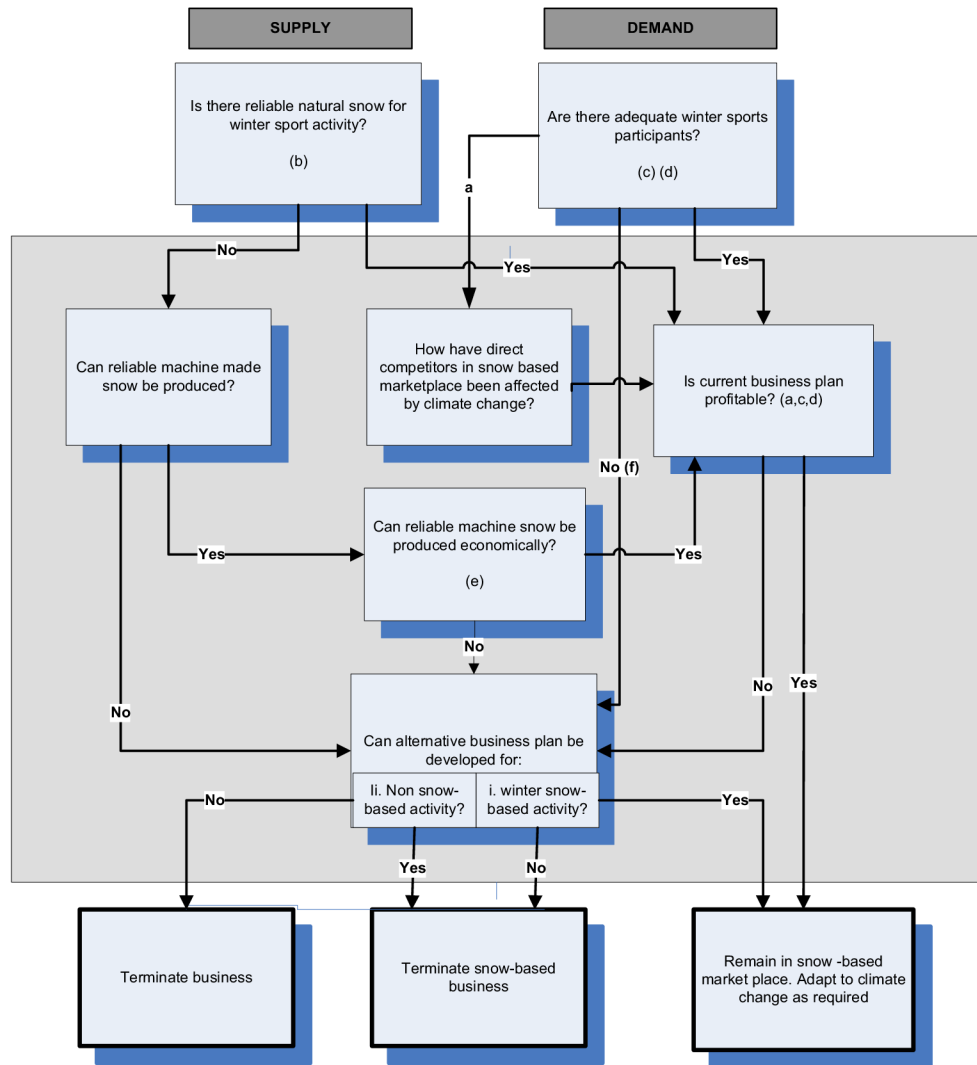 SUPPLY
DEMAND
Is there reliable natural snow for
winter sport activity?
(b)
Are there adequate winter sports
participants?
(c) (d)
a
No
Yes
Yes
Can reliable machine made
snow be produced?
How have direct
competitors in snow based
marketplace been affected
by climate change?
Is current business plan
profitable? (a,c,d)
No (f)
Can reliable machine snow be
produced economically?
(e)
Yes
Yes
No
No
No
Yes
Can alternative business plan be
developed for:
Ii. Non snow-
based activity?
i. winter snow-
based activity?
No
Yes
Yes
No
Terminate business
Terminate snow-based
business
Remain in snow -based
market place. Adapt to climate
change as required